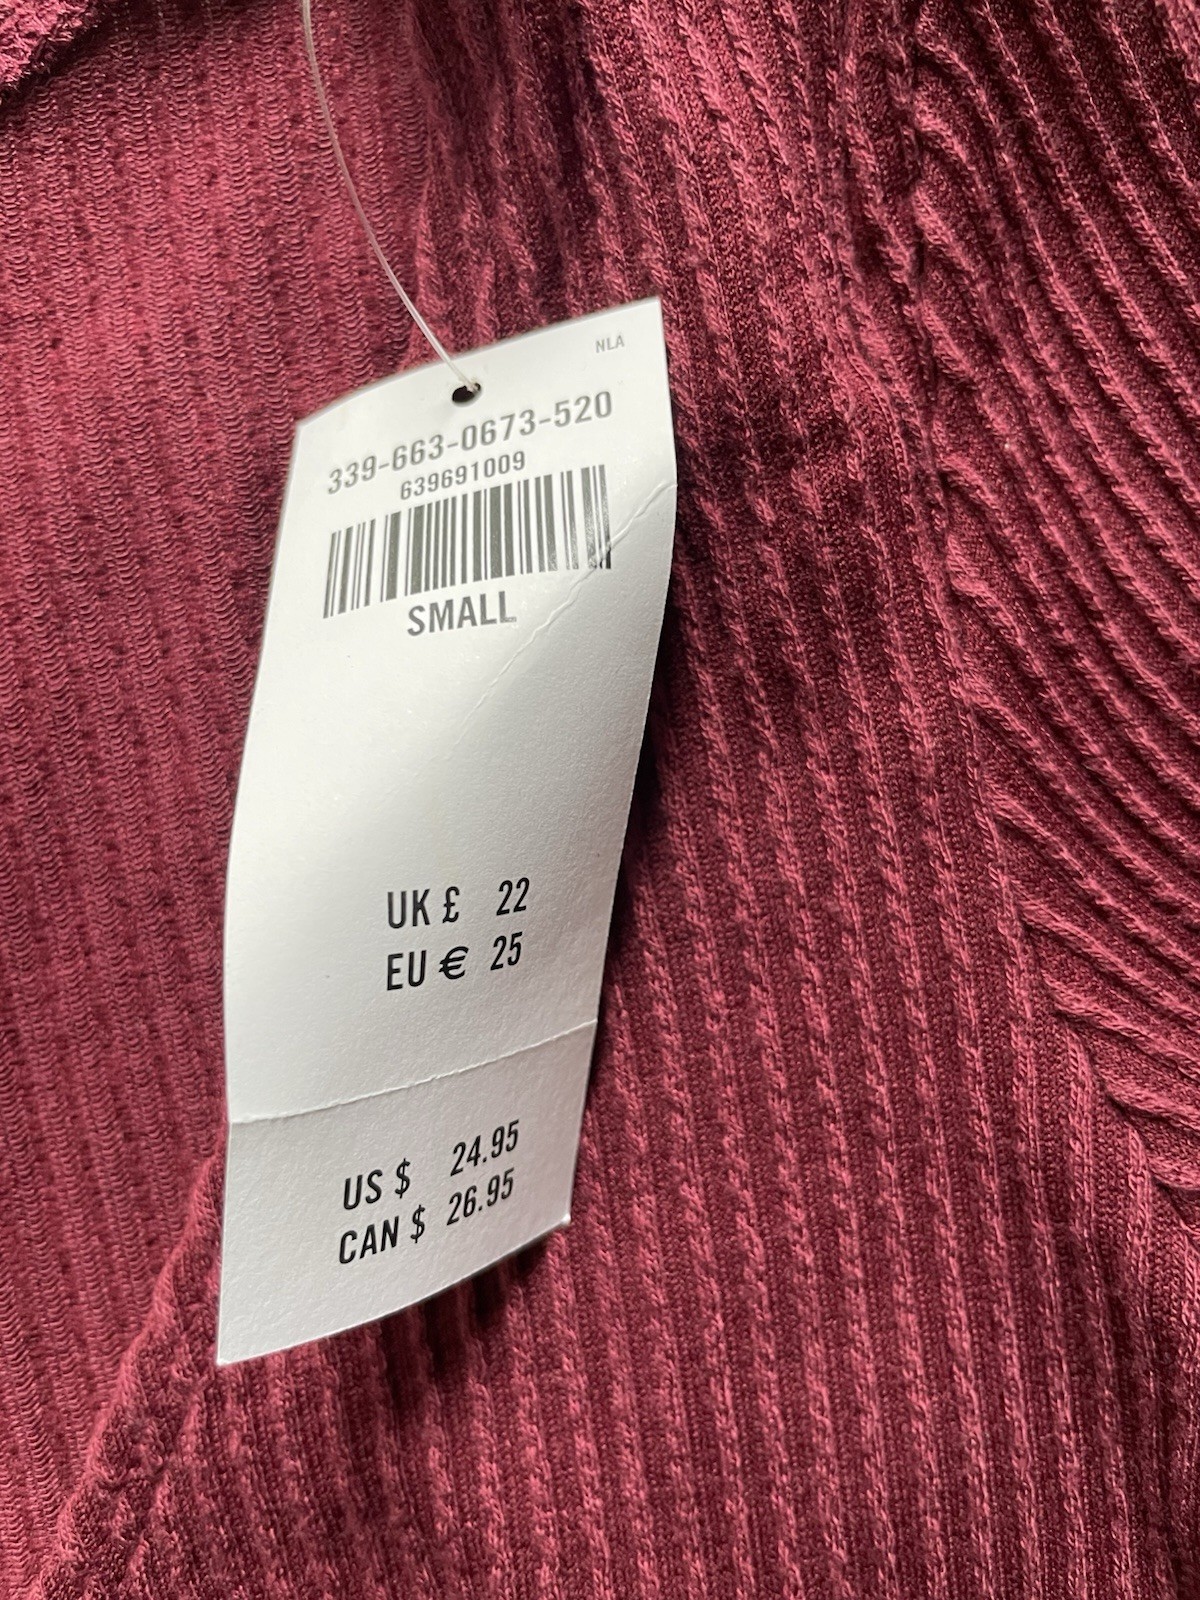 NLA
339-663-0673-520
639691009
SMALL
UK £ 22
EU € 25
US $ 24.95
CAN $ 26.95